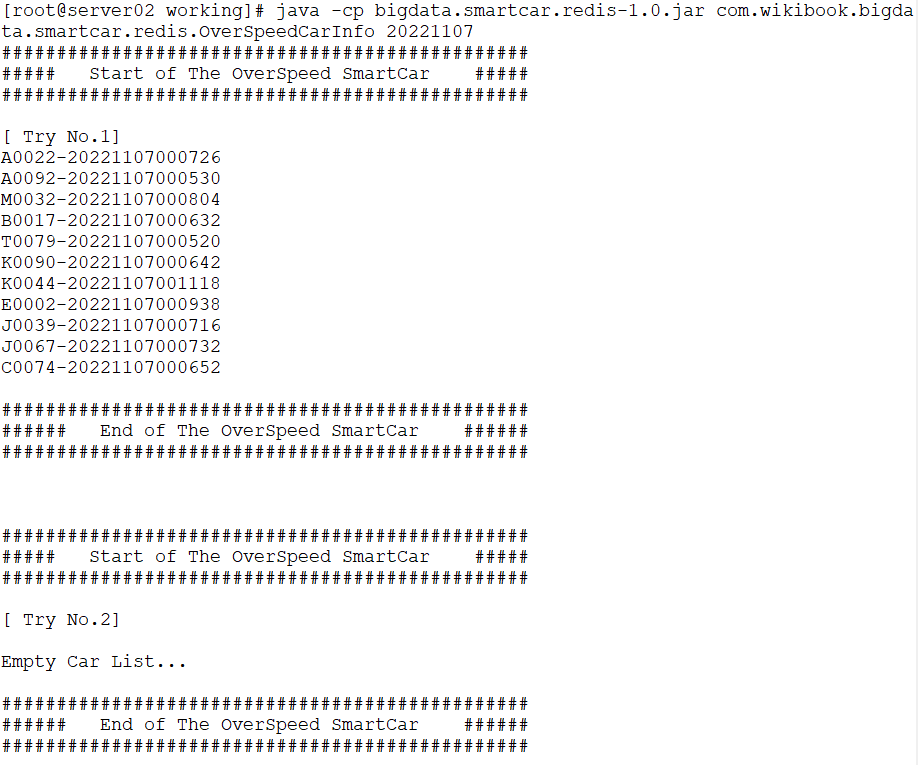 [root@server02 working]# java -cp bigdata.smartcar.redis-1.0.jar com.wikibook.bigda
ta.smartcar.redis.OverSpeedCarInfo 20221107
################################################
#####   Start of The OverSpeed SmartCar    #####
################################################
[ Try No.1]
A0022-20221107000726
A0092-20221107000530
M0032-20221107000804
B0017-20221107000632
T0079-20221107000520
K0090-20221107000642
K0044-20221107001118
E0002-20221107000938
J0039-20221107000716
J0067-20221107000732
C0074-20221107000652
################################################
######   End of The OverSpeed SmartCar    ######
################################################
################################################
#####   Start of The OverSpeed SmartCar    #####
################################################
[ Try No.2]
Empty Car List...
################################################
######   End of The OverSpeed SmartCar    ######
################################################